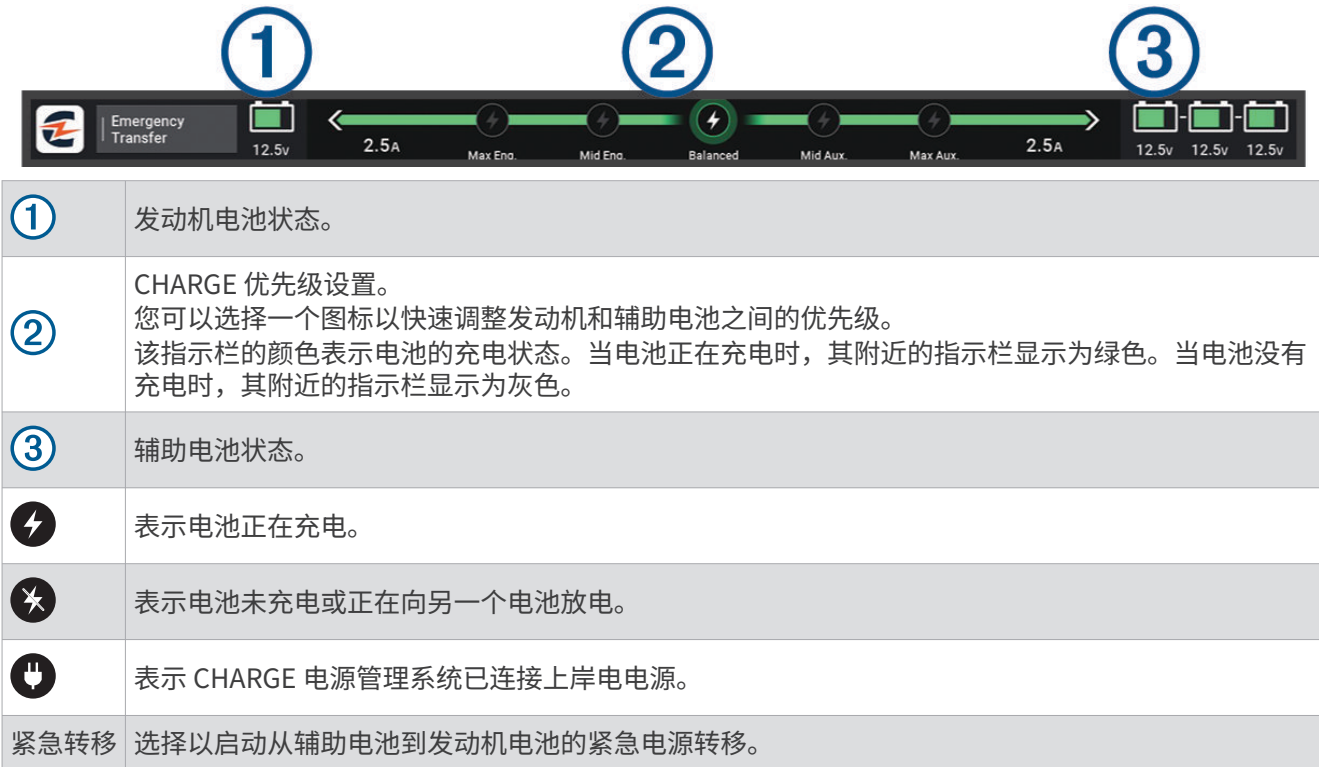 1
2
3
Emergency
Transfer
12.5v
2.5A
Max Eng.
Mid Eng.
Balanced
Mid Aux.
Max Aux.
2.5A
12.5v 12.5v 12.5v
1 发动机电池状态。
CHARGE 优先级设置。
2 您可以选择一个图标以快速调整发动机和辅助电池之间的优先级。
该指示栏的颜色表示电池的充电状态。当电池正在充电时，其附近的指示栏显示为绿色。当电池没有
充电时，其附近的指示栏显示为灰色。
3 辅助电池状态。
表示电池正在充电。
表示电池未充电或正在向另一个电池放电。
表示 CHARGE 电源管理系统已连接上岸电电源。
紧急转移 选择以启动从辅助电池到发动机电池的紧急电源转移。